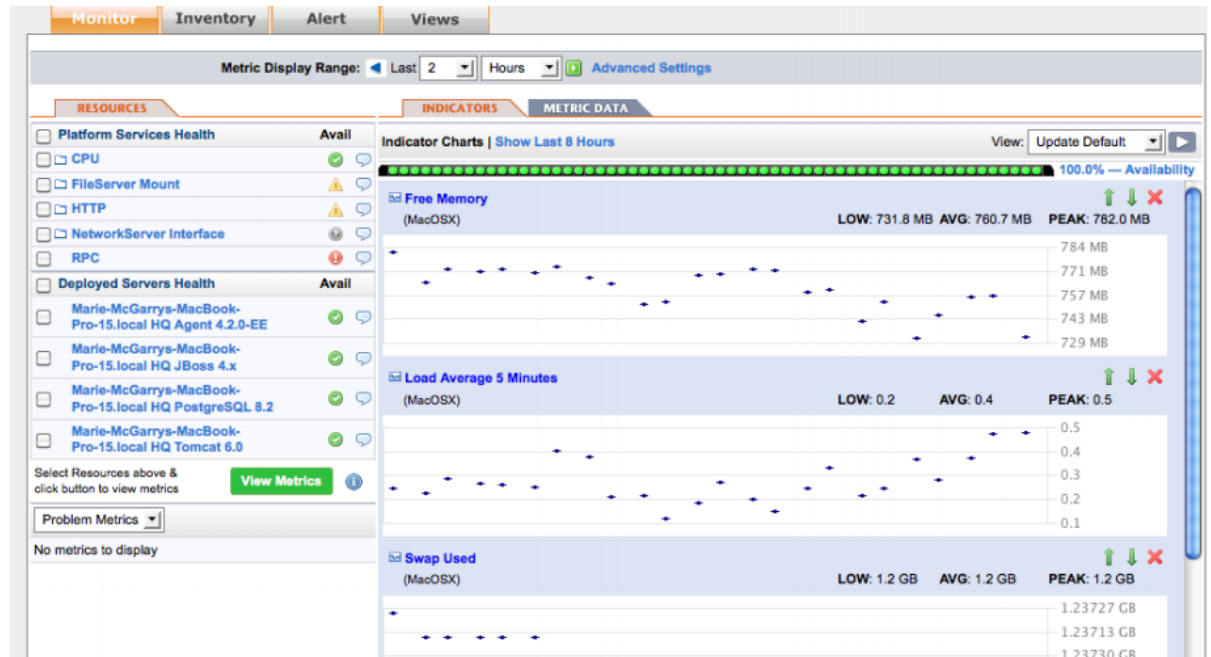 Monitor Inventory Alert Views
Metric Display Range: Last 2 Hours Advanced Settings
RESOURCES
Platform Services Health Avail
CPU
FileServer Mount
HTTP
NetworkServer Interface
RPC
Deployed Servers Health Avail
Marie-McGarrys-MacBook-
Pro-15.local HQ Agent 4.2.0-EE
Marie-McGarrys-MacBook-
Pro-15.local HQ JBoss 4.x
Marie-McGarrys-MacBook-
Pro-15.local HQ PostgreSQL 8.2
Marie-McGarrys-MacBook-
Pro-15.local HQ Tomcat 6.0
Select Resources above &
click button to view metrics
View Metrics
Problem Metrics
No metrics to display
INDICATORS METRIC DATA
Indicator Charts | Show Last 8 Hours View: Update Default
100.0% — Availability
Free Memory
(MacOSX) LOW: 731.8 MB AVG: 760.7 MB PEAK: 782.0 MB
784 MB
771 MB
757 MB
743 MB
729 MB
Load Average 5 Minutes
(MacOSX) LOW: 0.2 AVG: 0.4 PEAK: 0.5
0.5
0.4
0.3
0.2
0.1
Swap Used
(MacOSX) LOW: 1.2 GB AVG: 1.2 GB PEAK: 1.2 GB
1.23727 GB
1.23713 GB
1.23730 GB